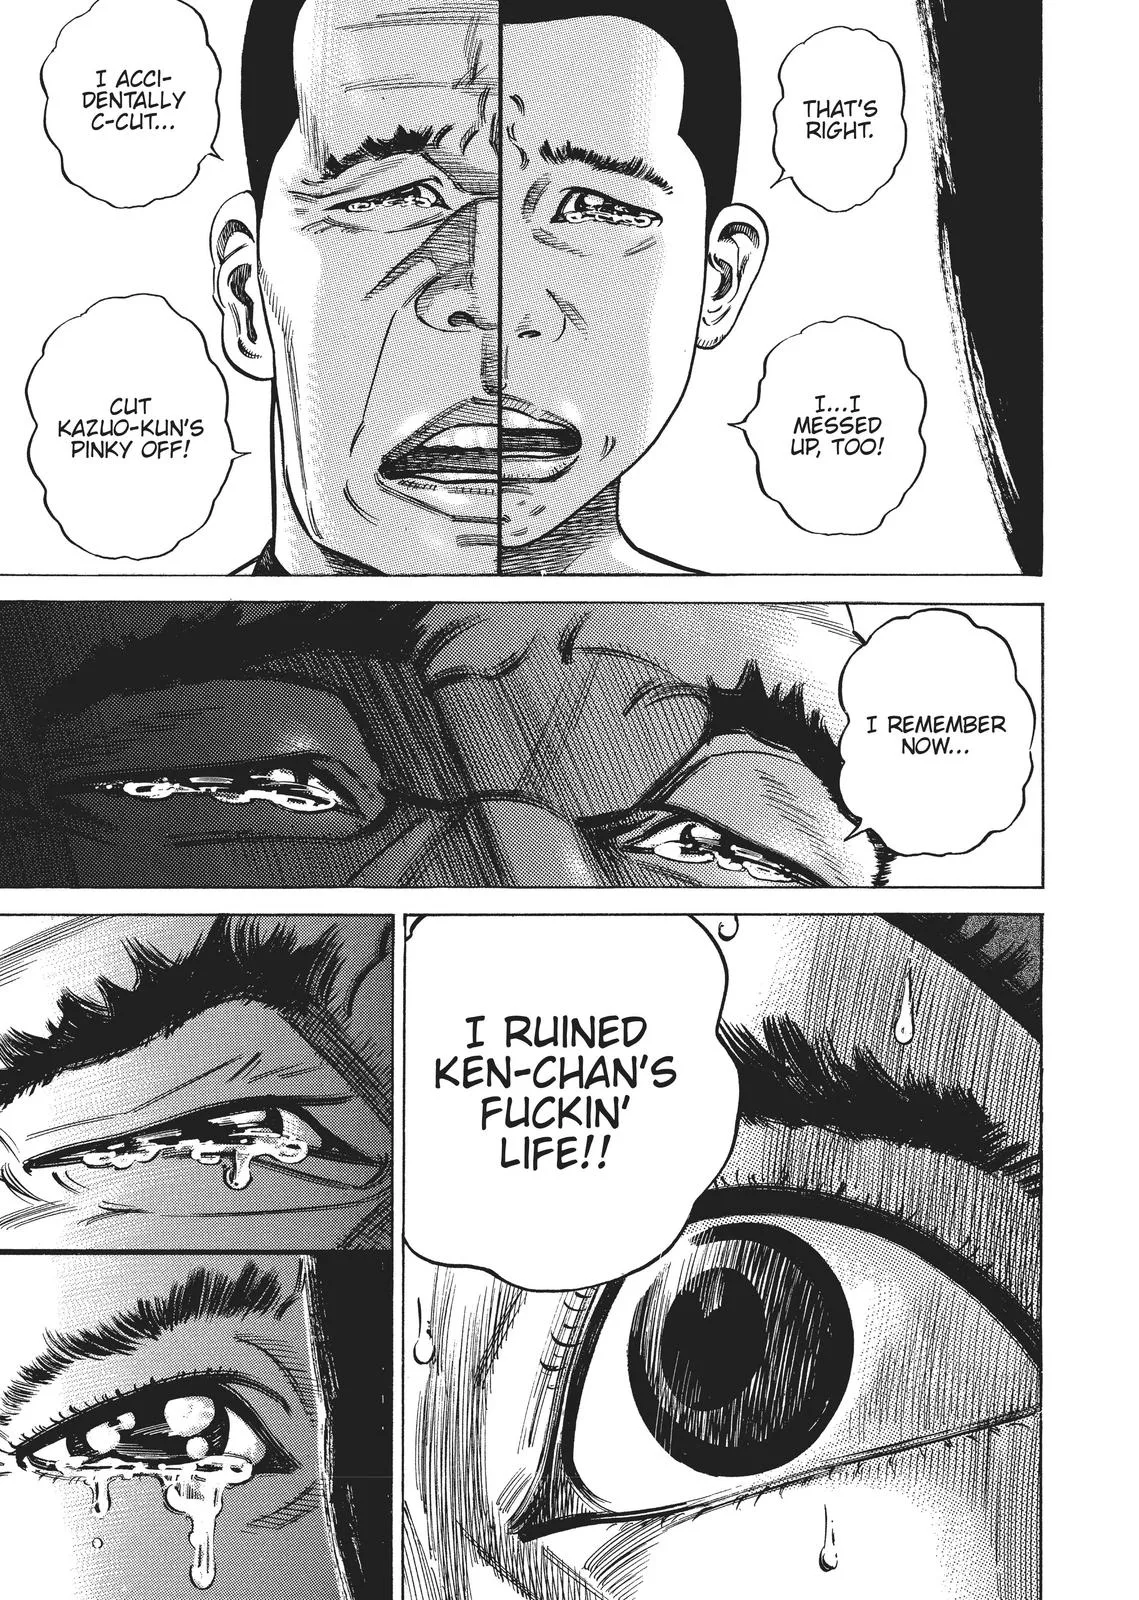 THAT'S
RIGHT.
I...I
MESSED
UP, TOO!
I ACCI-
DENTALLY
C-CUT...
CUT
KAZUO-KUN'S
PINKY OFF!
I REMEMBER
NOW...
I RUINED
KEN-CHAN'S
FUCKIN'
LIFE!!